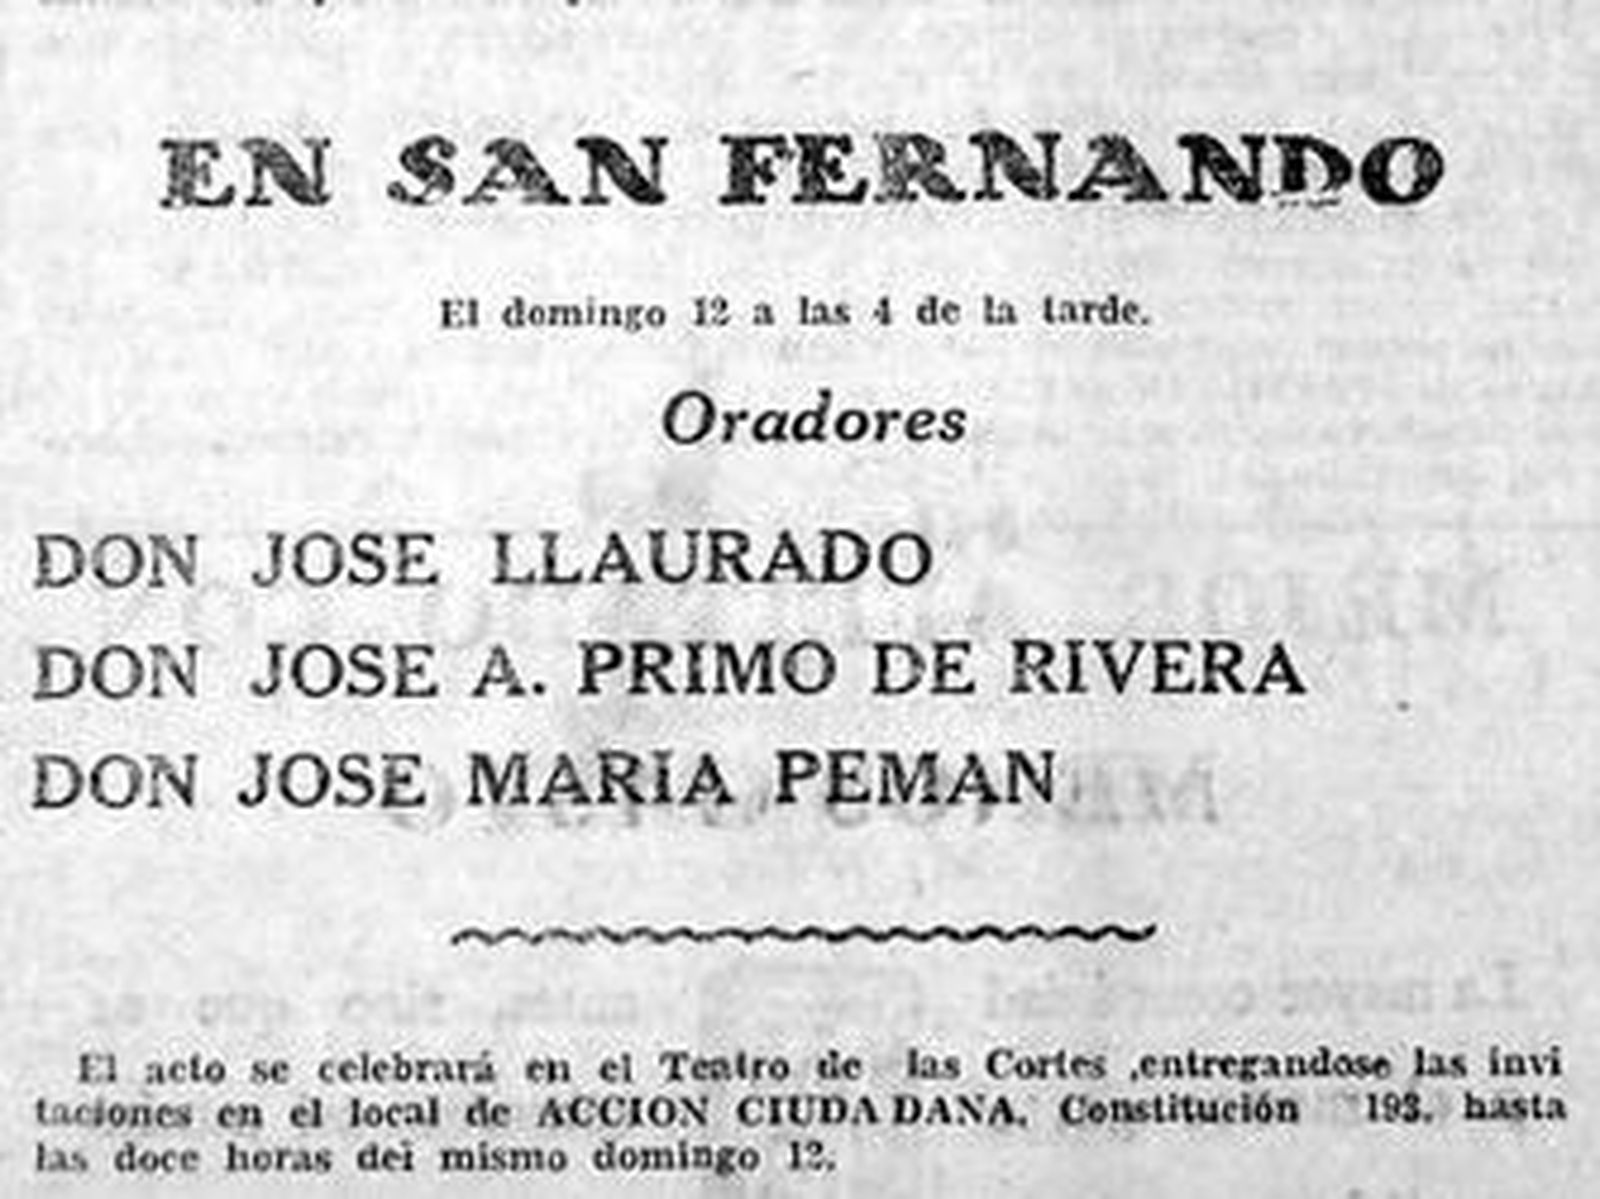 EN SAN FERNANDO
El domingo 12 a las 4 de la tarde.
Oradores
DON JOSE LLAURADO
DON JOSE A. PRIMO DE RIVERA
DON JOSE MARIA PEMAN
El acto se celebrará en el Teatro de las Cortes ,entregandose las invi
taciones en el local de ACCION CIUDADANA. Constitución 193. hasta
las doce horas del mismo domingo 12.